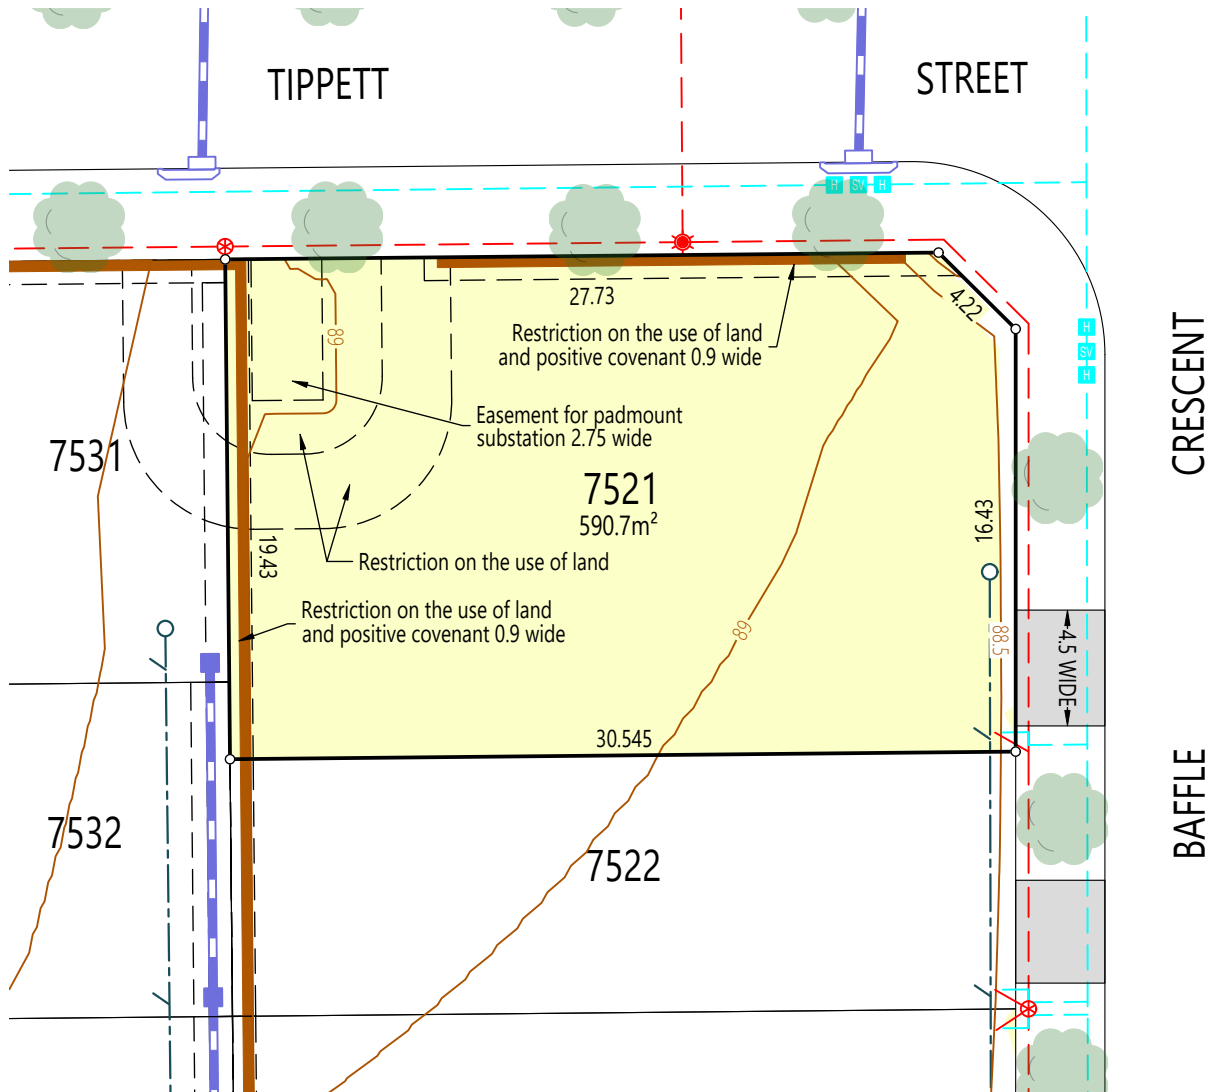 TIPPETT
STREET
H SV H
27.73
4.22
Restriction on the use of land
and positive covenant 0.9 wide
89
H
SV
H
CRESCENT
Easement for padmount
substation 2.75 wide
7531
7521
590.7m²
16.43
19.43
Restriction on the use of land
Restriction on the use of land
and positive covenant 0.9 wide
89
88.5
4.5 WIDE
30.545
BAFFLE
7532
7522